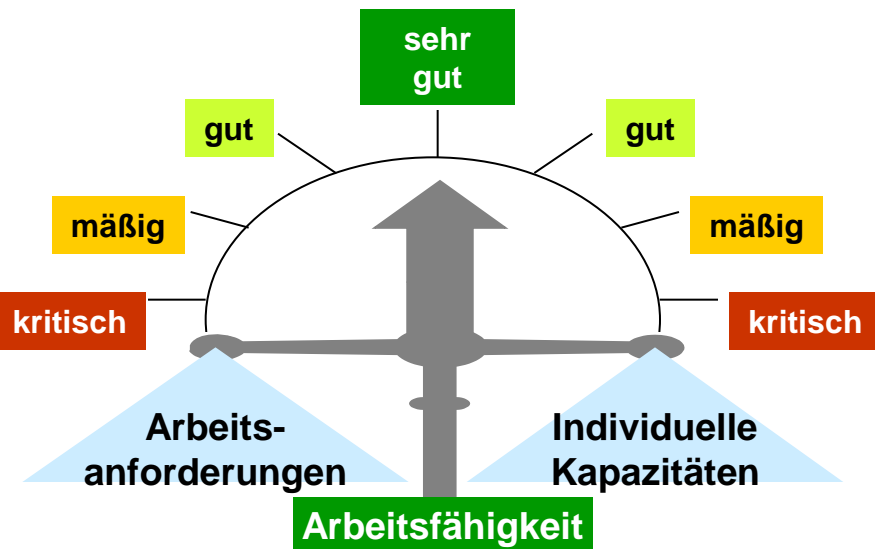 sehr
gut
gut
gut
mäßig
mäßig
kritisch
kritisch
Arbeits-
anforderungen
Individuelle
Kapazitäten
Arbeitsfähigkeit